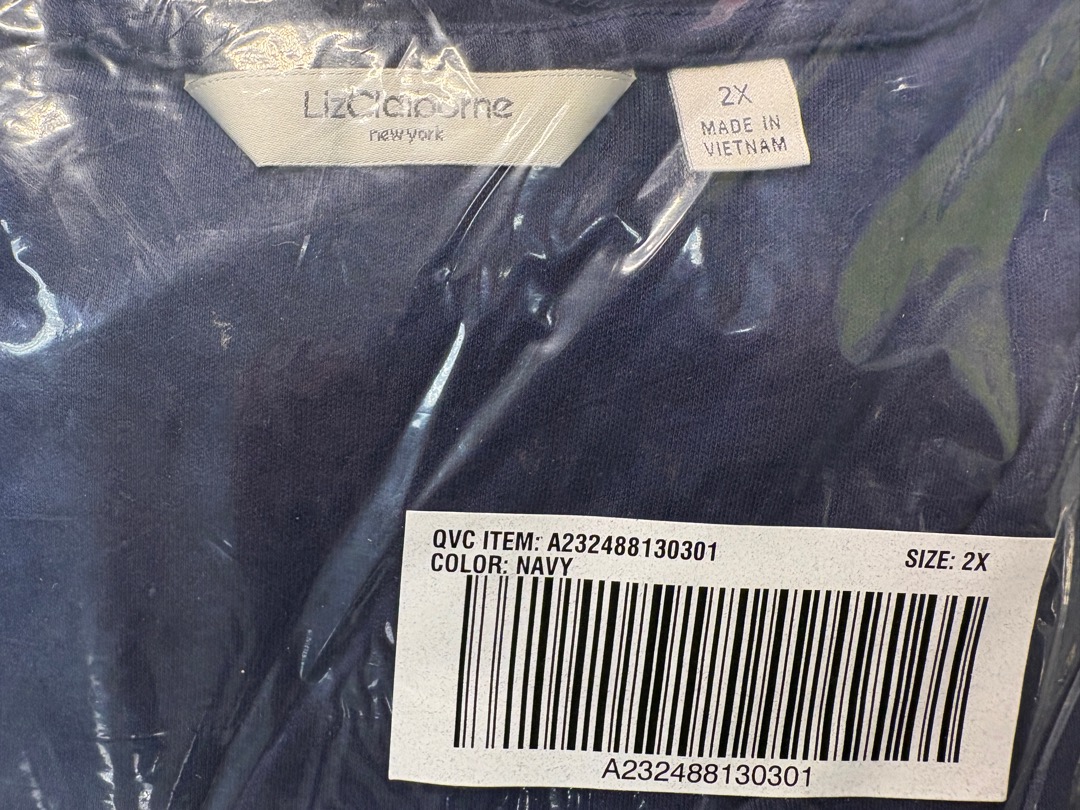 LizClaiborne
new york
2X
MADE IN
VIETNAM
QVC ITEM: A232488130301
COLOR: NAVY
SIZE: 2X
A232488130301